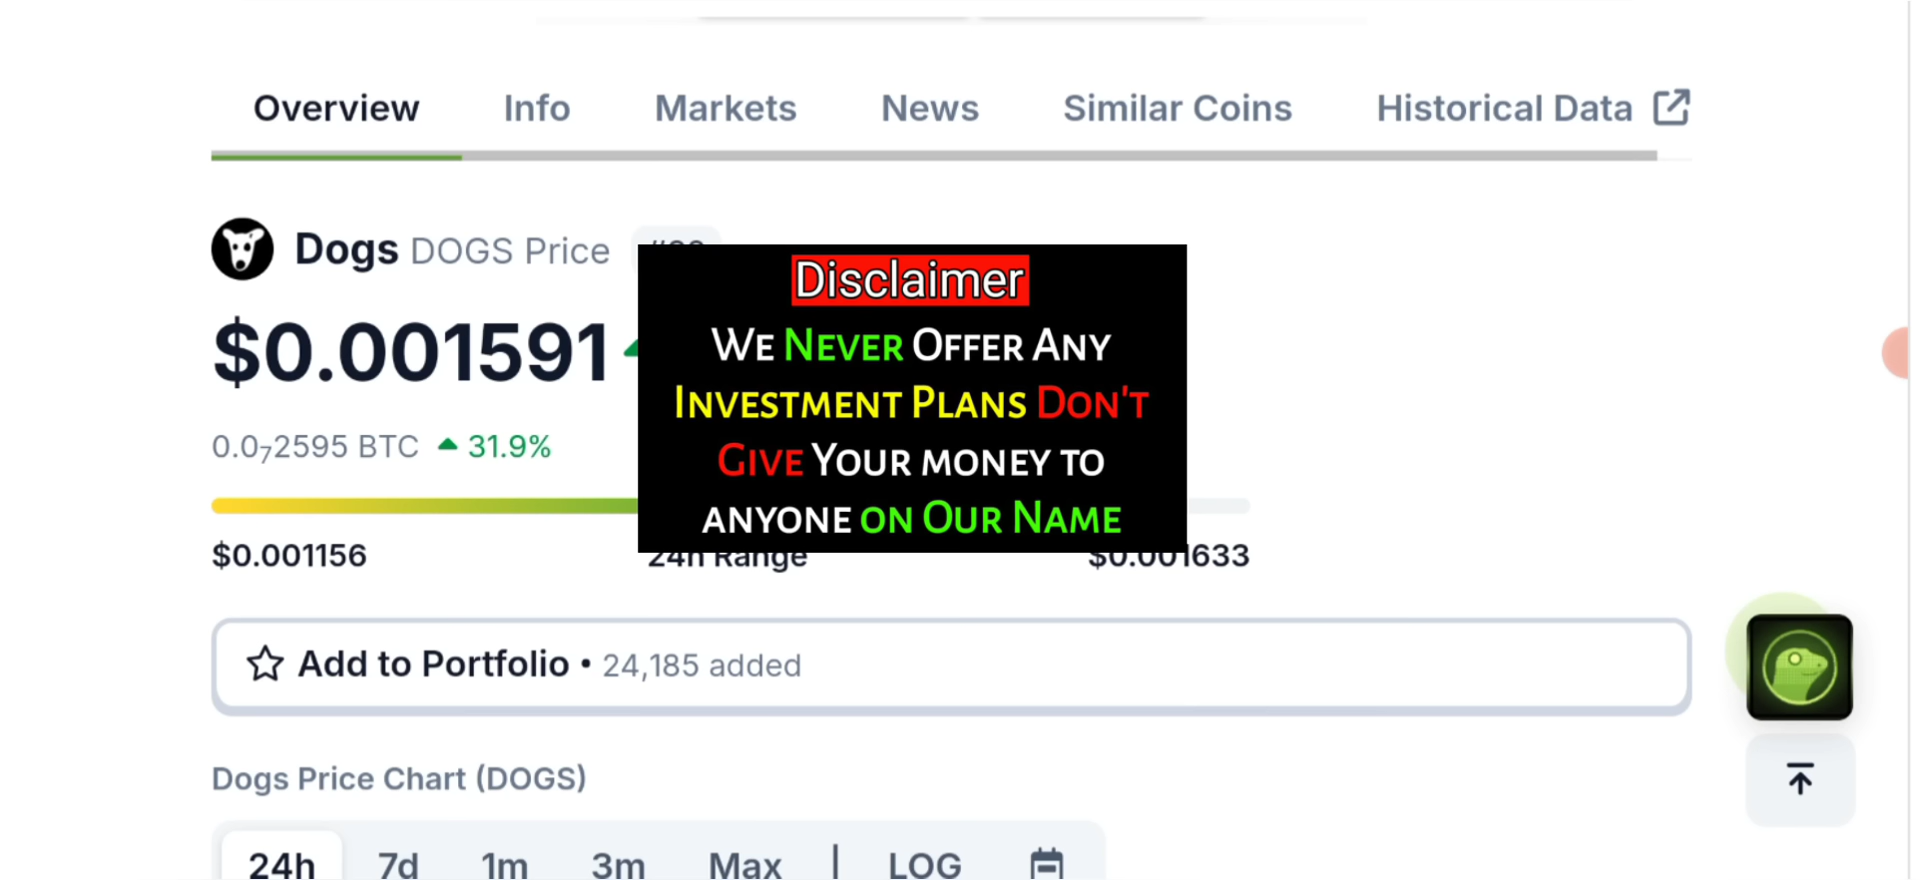 Overview Info Markets News Similar Coins Historical Data
Dogs DOGS Price
$0.001591
0.0₇2595 BTC 31.9%
$0.001156 24h Range $0.001633
Disclaimer
We Never Offer Any
Investment Plans Don't
Give Your money to
anyone on Our Name
Add to Portfolio • 24,185 added
Dogs Price Chart (DOGS)
24h 7d 1m 3m Max | LOG